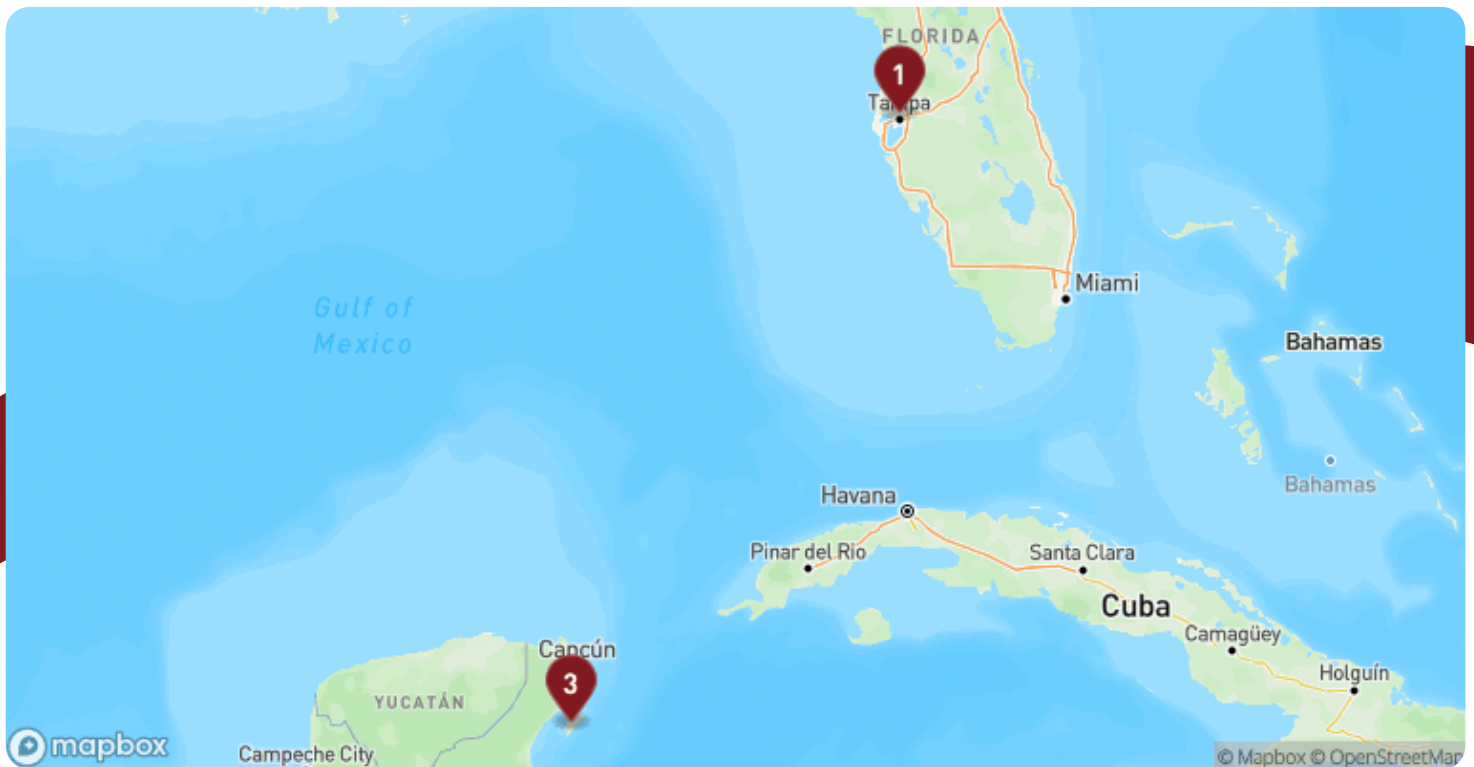 FLORIDA
1
Tampa
Miami
Gulf of
Mexico
Bahamas
Bahamas
Havana
Pinar del Rio
Santa Clara
Cuba
Camagüey
Holguín
Cancún
3
YUCATÁN
Campeche City
mapbox
© Mapbox © OpenStreetMap